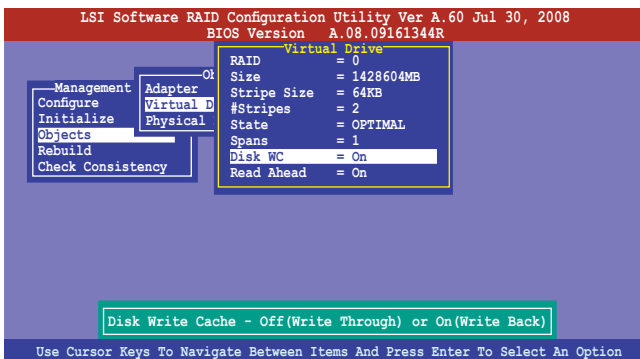 LSI Software RAID Configuration Utility Ver A.60 Jul 30, 2008
BIOS Version A.08.09161344R
Management
Configure
Initialize
Objects
Rebuild
Check Consistency
Adapter
Virtual D
Physical
Virtual Drive
RAID = 0
Size = 1428604MB
Stripe Size = 64KB
#Stripes = 2
State = OPTIMAL
Spans = 1
Disk WC = On
Read Ahead = On
Disk Write Cache - Off(Write Through) or On(Write Back)
Use Cursor Keys To Navigate Between Items And Press Enter To Select An Option